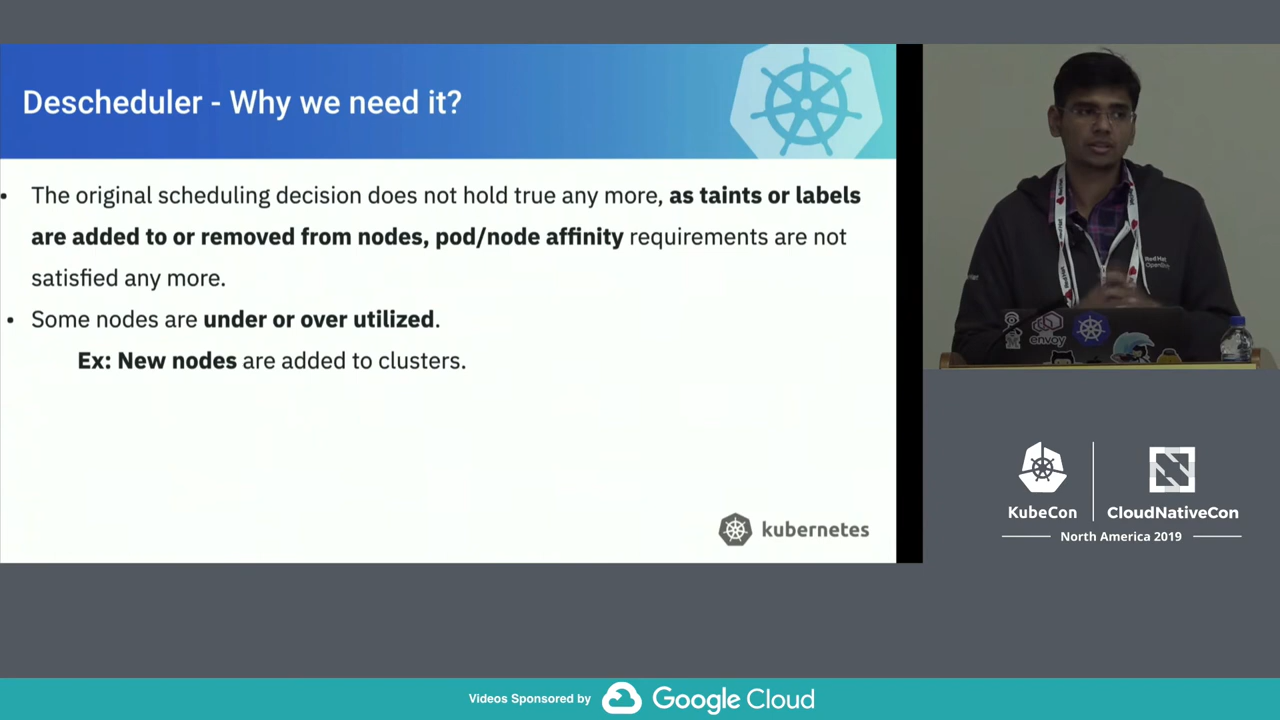 Descheduler - Why we need it?
• The original scheduling decision does not hold true any more, as taints or labels
are added to or removed from nodes, pod/node affinity requirements are not
satisfied any more.
• Some nodes are under or over utilized.
Ex: New nodes are added to clusters.
kubernetes
Red Hat
envoy
KubeCon
CloudNativeCon
North America 2019
Videos Sponsored by Google Cloud